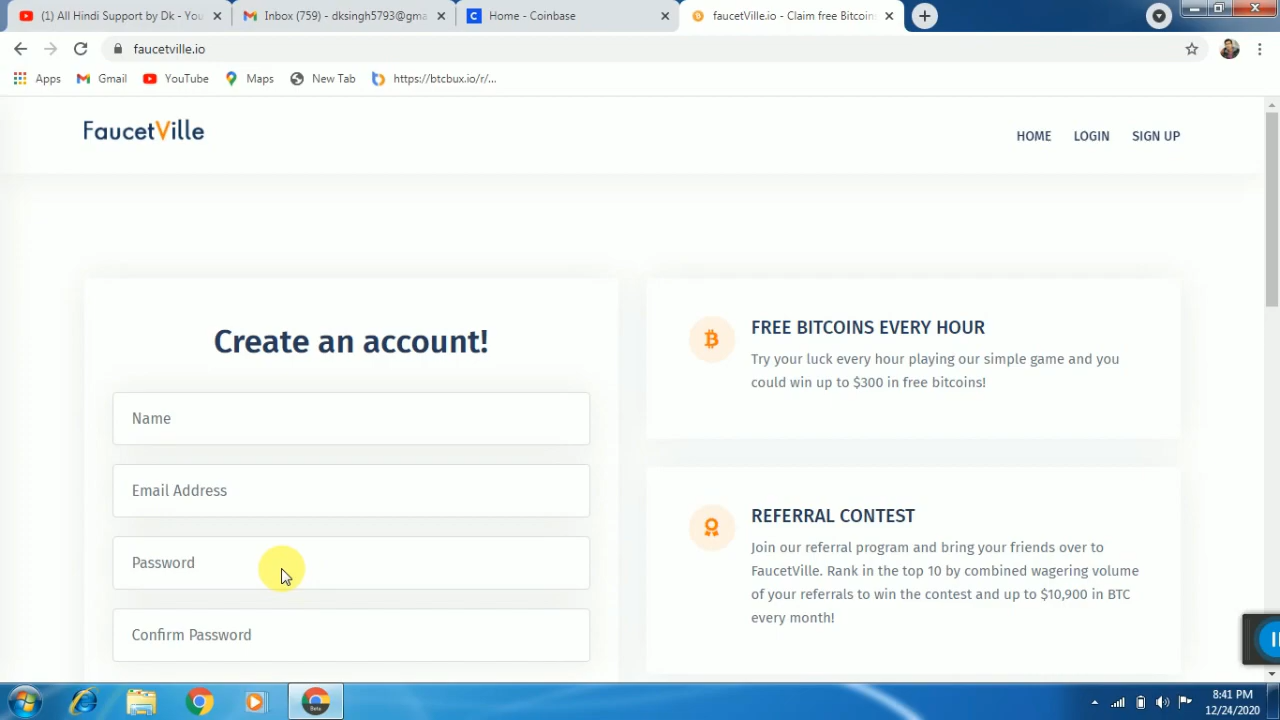 (1) All Hindi Support by Dk - You
Inbox (759) - dksingh5793@gma
Home - Coinbase
faucetVille.io - Claim free Bitcoin
faucetville.io
Apps
Gmail
YouTube
Maps
New Tab
https://btcbux.io/r/...
FaucetVille
HOME
LOGIN
SIGN UP
Create an account!
Name
Email Address
Password
Confirm Password
FREE BITCOINS EVERY HOUR
Try your luck every hour playing our simple game and you
could win up to $300 in free bitcoins!
REFERRAL CONTEST
Join our referral program and bring your friends over to
FaucetVille. Rank in the top 10 by combined wagering volume
of your referrals to win the contest and up to $10,900 in BTC
every month!
Beta
8:41 PM
12/24/2020